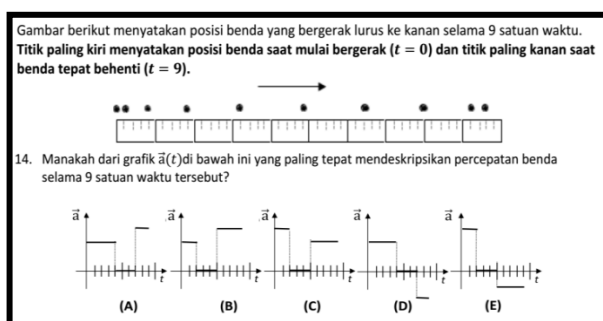 Gambar berikut menyatakan posisi benda yang bergerak lurus ke kanan selama 9 satuan waktu.
Titik paling kiri menyatakan posisi benda saat mulai bergerak (t = 0) dan titik paling kanan saat
benda tepat behenti (t = 9).
14. Manakah dari grafik a⃗(t)di bawah ini yang paling tepat mendeskripsikan percepatan benda
selama 9 satuan waktu tersebut?
a⃗ a⃗ a⃗ a⃗ a⃗
t t t t t
(A) (B) (C) (D) (E)